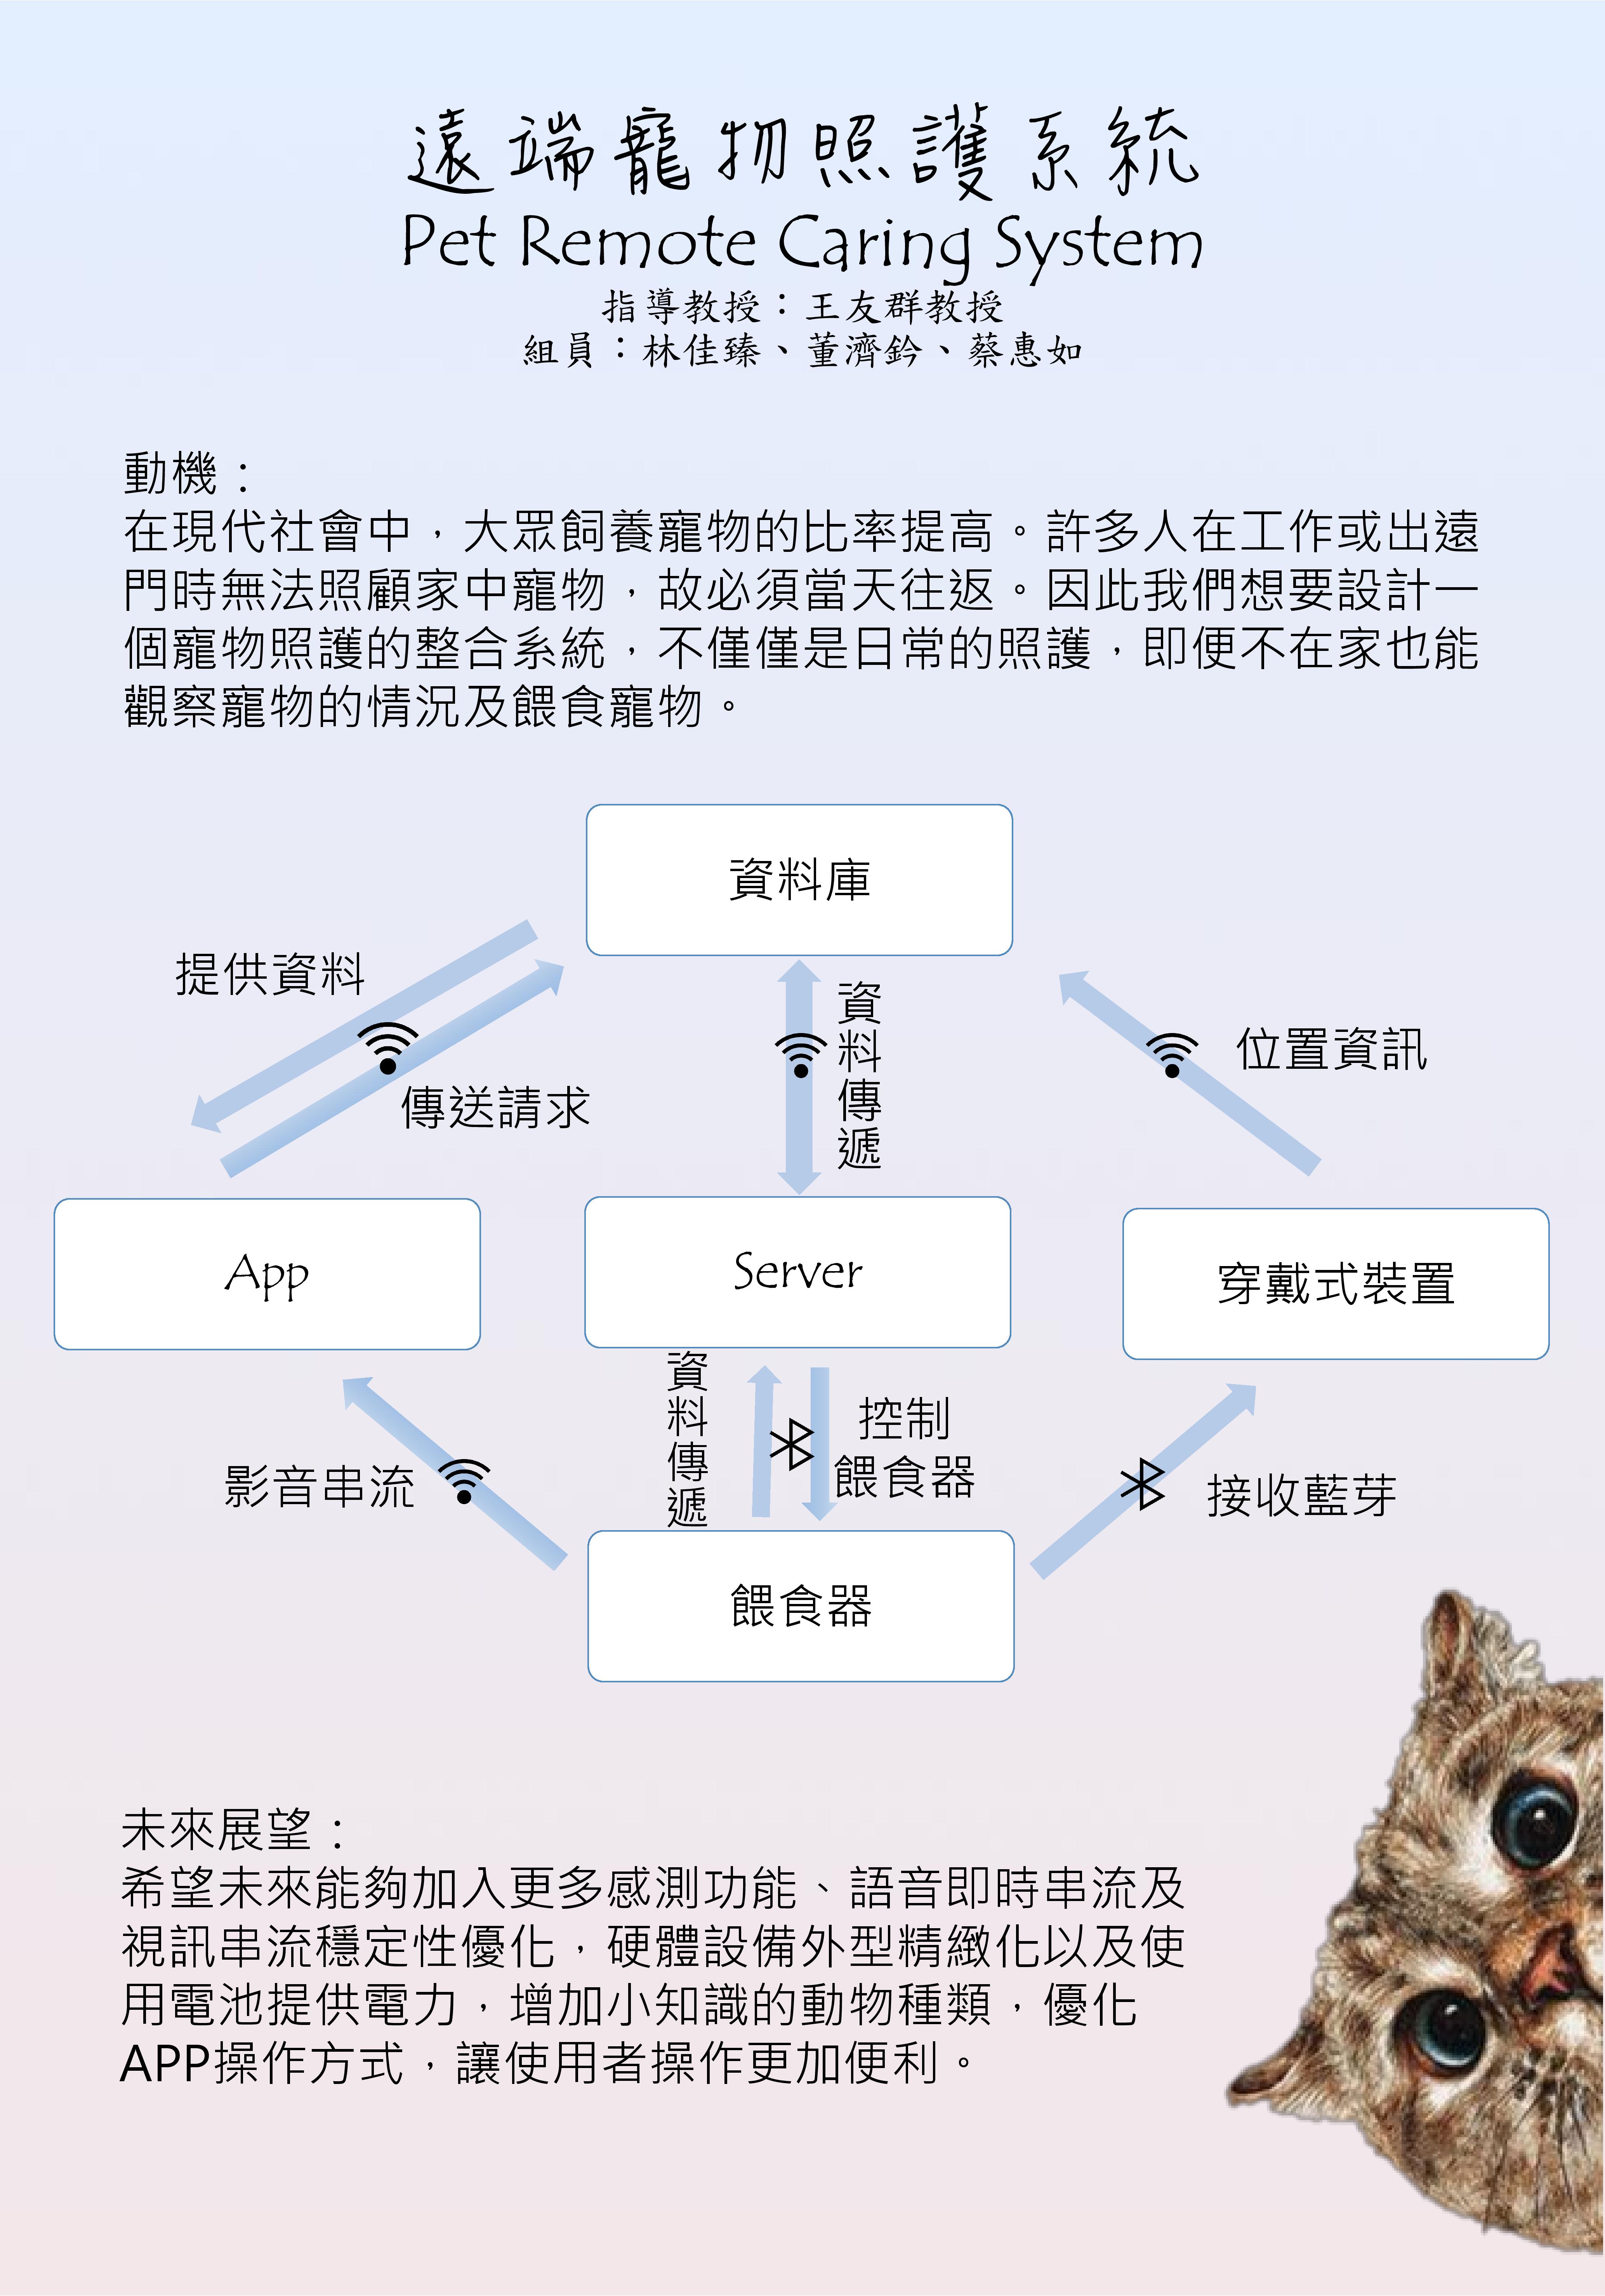 遠端寵物照護系統
Pet Remote Caring System
指導教授：王友群教授
組員：林佳臻、董濟鈐、蔡惠如
動機：
在現代社會中，大眾飼養寵物的比率提高。許多人在工作或出遠
門時無法照顧家中寵物，故必須當天往返。因此我們想要設計一
個寵物照護的整合系統，不僅僅是日常的照護，即便不在家也能
觀察寵物的情況及餵食寵物。
資料庫
提供資料
傳送請求
資料傳遞
位置資訊
App
Server
穿戴式裝置
影音串流
資料傳遞
控制
餵食器
接收藍芽
餵食器
未來展望：
希望未來能夠加入更多感測功能、語音即時串流及
視訊串流穩定性優化，硬體設備外型精緻化以及使
用電池提供電力，增加小知識的動物種類，優化
APP操作方式，讓使用者操作更加便利。